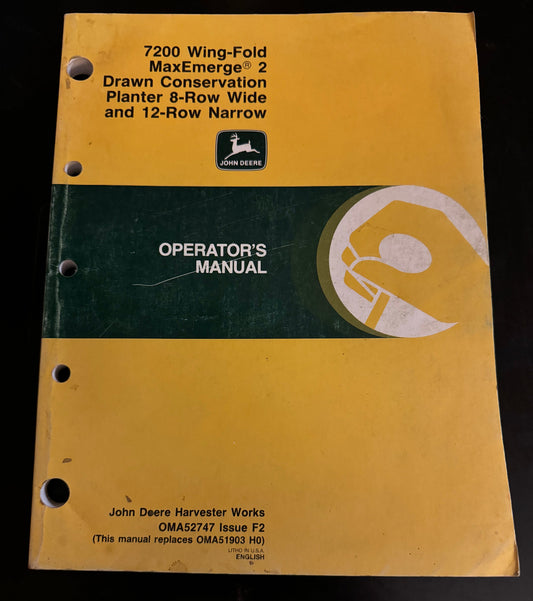 7200 Wing-Fold
MaxEmerge® 2
Drawn Conservation
Planter 8-Row Wide
and 12-Row Narrow
JOHN DEERE
OPERATOR'S
MANUAL
John Deere Harvester Works
OMA52747 Issue F2
(This manual replaces OMA51903 H0)
LITHO IN U.S.A.
ENGLISH